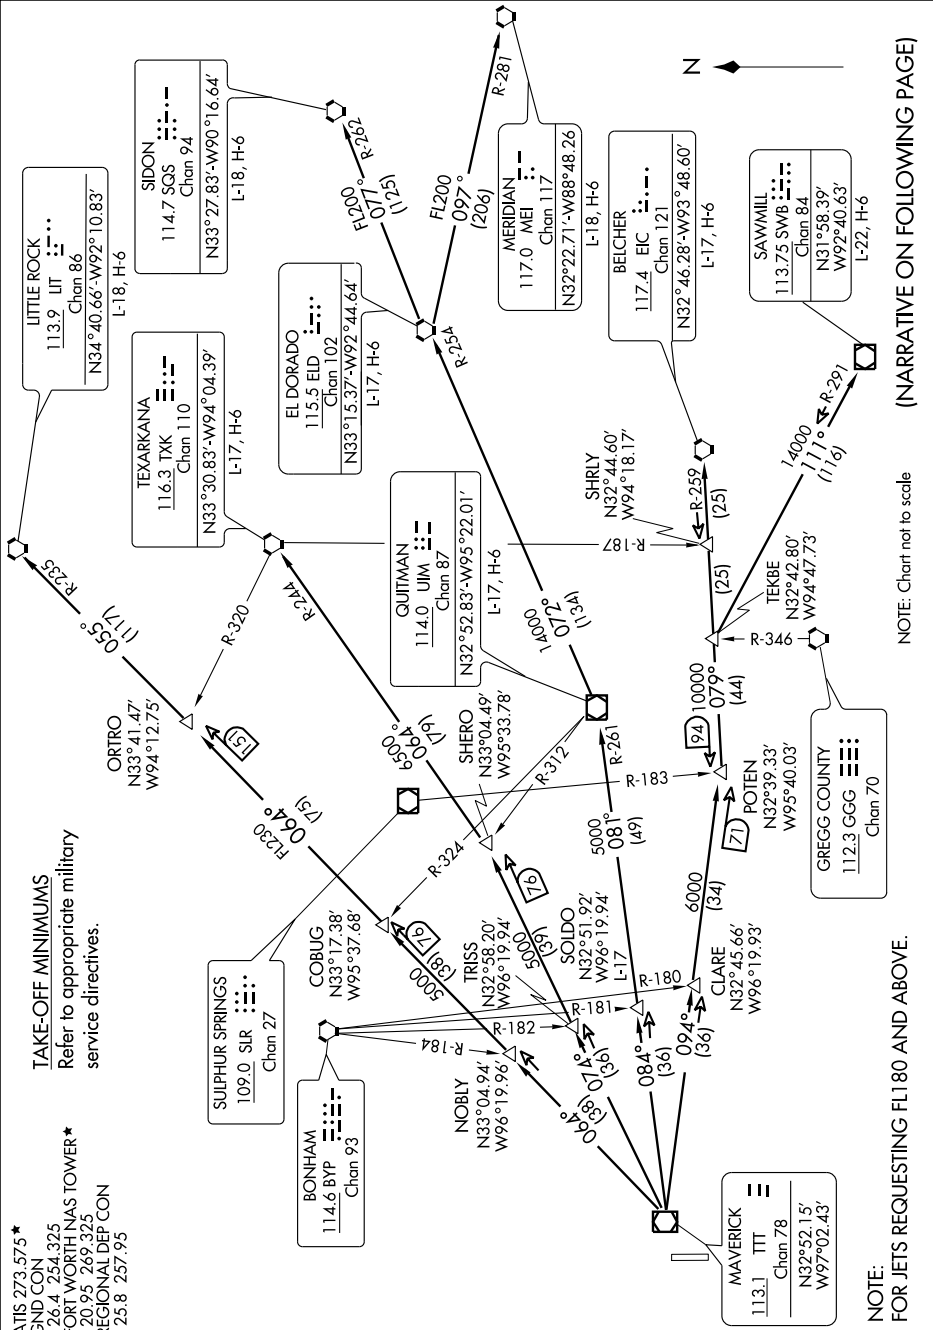 ATIS 273.575★
GND CON
26.4 254.325
FORT WORTH NAS TOWER★
20.95 269.325
REGIONAL DEP CON
25.8 257.95
TAKE-OFF MINIMUMS
Refer to appropriate military
service directives.
LITTLE ROCK
113.9 LIT
Chan 86
N34°40.66′-W92°10.83′
L-18, H-6
SIDON
114.7 SQS
Chan 94
N33°27.83′-W90°16.64′
L-18, H-6
TEXARKANA
116.3 TXK
Chan 110
N33°30.83′-W94°04.39′
L-17, H-6
EL DORADO
115.5 ELD
Chan 102
N33°15.37′-W92°44.64′
L-17, H-6
MERIDIAN
117.0 MEI
Chan 117
N32°22.71′-W88°48.26
L-18, H-6
BELCHER
117.4 EIC
Chan 121
N32°46.28′-W93°48.60′
L-17, H-6
SAWMILL
113.75 SWB
Chan 84
N31°58.39′
W92°40.63′
L-22, H-6
QUITMAN
114.0 UIM
Chan 87
N32°52.83′-W95°22.01′
L-17, H-6
SULPHUR SPRINGS
109.0 SLR
Chan 27
BONHAM
114.6 BYP
Chan 93
MAVERICK
113.1 TTT
Chan 78
N32°52.15′
W97°02.43′
GREGG COUNTY
112.3 GGG
Chan 70
ORTRO
N33°41.47′
W94°12.75′
COBUG
N33°17.38′
W95°37.68′
NOBLY
N33°04.94′
W96°19.96′
TRISS
N32°58.20′
W96°19.94′
SHERO
N33°04.49′
W95°33.78′
SOLDO
N32°51.92′
W96°19.94′
L-17
CLARE
N32°45.66′
W96°19.93′
POTEN
N32°39.33′
W95°40.03′
TEKBE
N32°42.80′
W94°47.73′
SHRLY
N32°44.60′
W94°18.17′
R-235
055°
(117)
151
FL230
064°
(75)
76
5000
(38)
064°
(38)
R-320
R-244
6500
064°
(79)
76
5000
(39)
074°
(36)
R-324
R-312
R-184
R-182
R-181
R-180
084°
(36)
5000
081°
(49)
R-261
14000
072°
(134)
R-254
FL200
077°
(125)
R-262
FL200
097°
(206)
R-281
094°
(36)
6000
(34)
71
R-183
94
10000
079°
(44)
R-346
(25)
R-187
R-259
(25)
14000
111°
(116)
R-291
N
NOTE:
FOR JETS REQUESTING FL180 AND ABOVE.
NOTE: Chart not to scale
(NARRATIVE ON FOLLOWING PAGE)